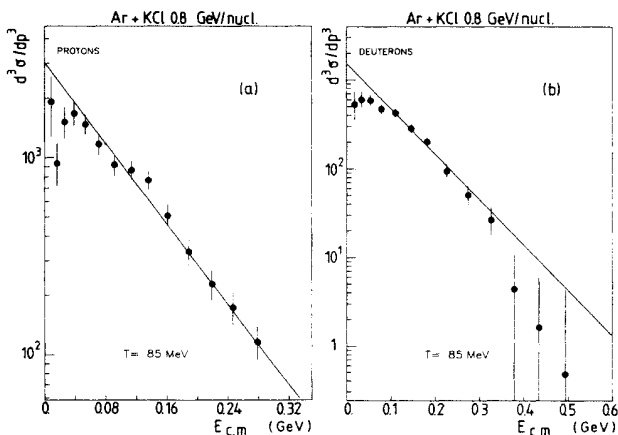 Ar + KCl 0.8 GeV/nucl.
d³σ/dp³
PROTONS
(a)
10³
10²
T= 85 MeV
0. 0.08 0.16 0.24 0.32
E c.m (GeV)
Ar + KCl 0.8 GeV/nucl.
d³σ/dp³
DEUTERONS
(b)
10³
10²
10¹
1
T= 85 MeV
0 0.1 0.2 0.3 0.4 0.5 0.6
E c.m (GeV)